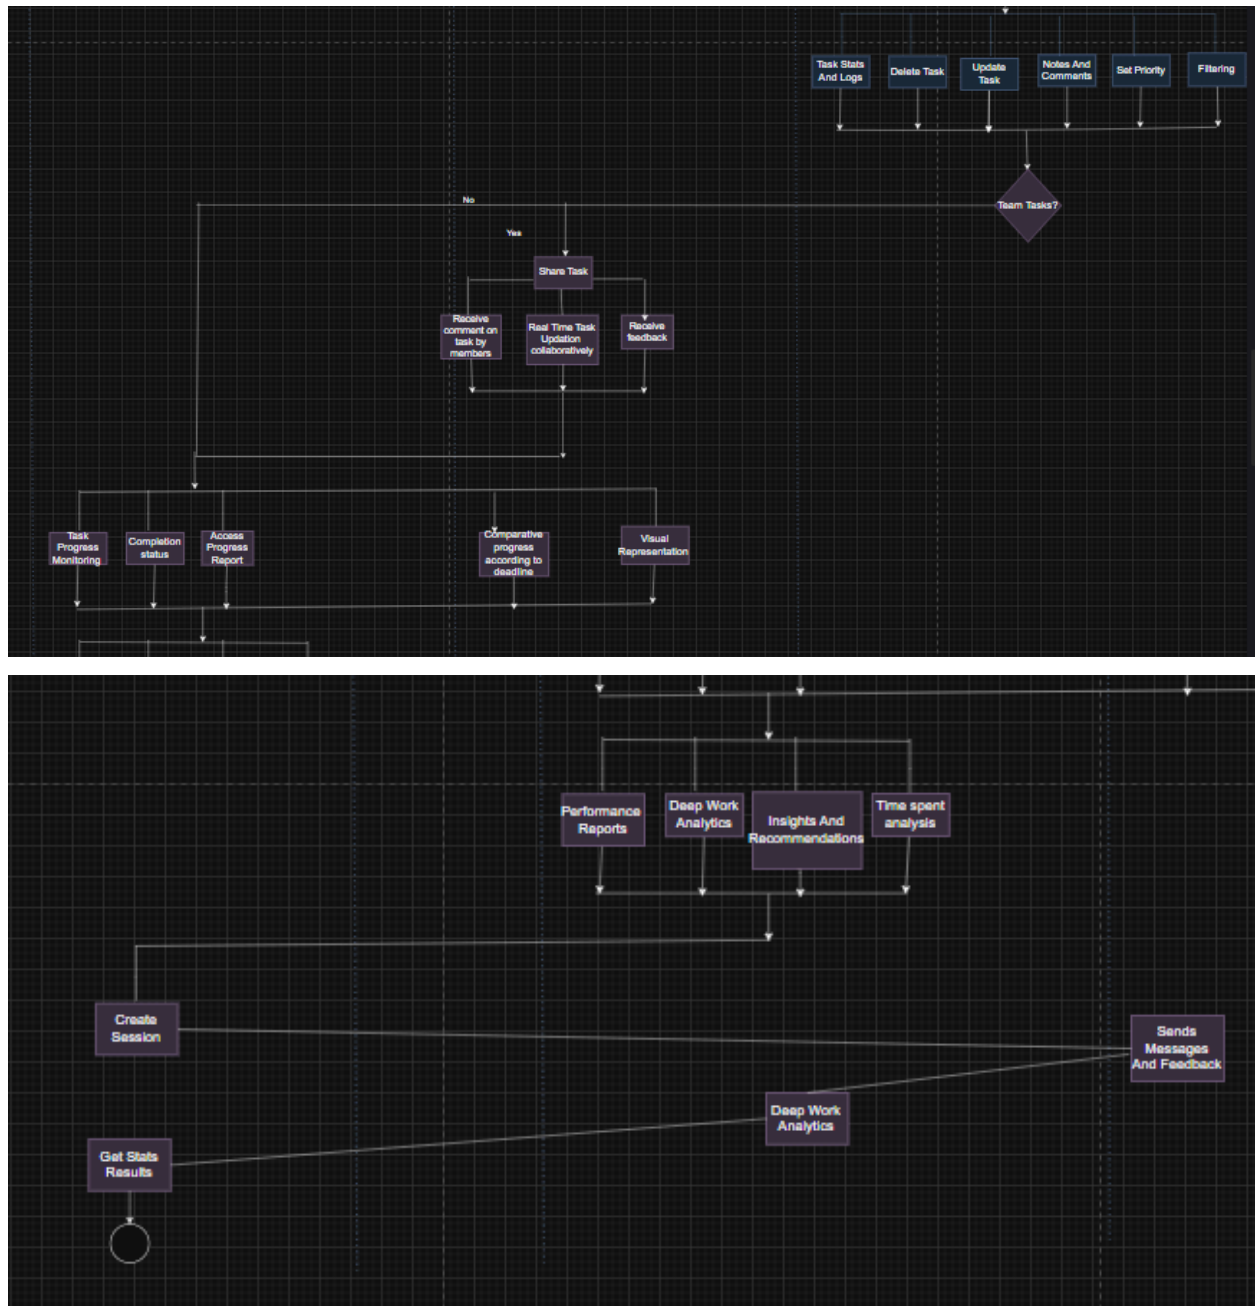 Task Stats
And Logs
Delete Task
Update
Task
Notes And
Comments
Set Priority
Filtering
Team Tasks?
No
Yes
Share Task
Receive
comment on
task by
members
Real Time Task
Updation
collaboratively
Receive
feedback
Task
Progress
Monitoring
Completion
status
Access
Progress
Report
Comparative
progress
according to
deadline
Visual
Representation
Performance
Reports
Deep Work
Analytics
Insights And
Recommendations
Time spent
analysis
Create
Session
Sends
Messages
And Feedback
Deep Work
Analytics
Get Stats
Results